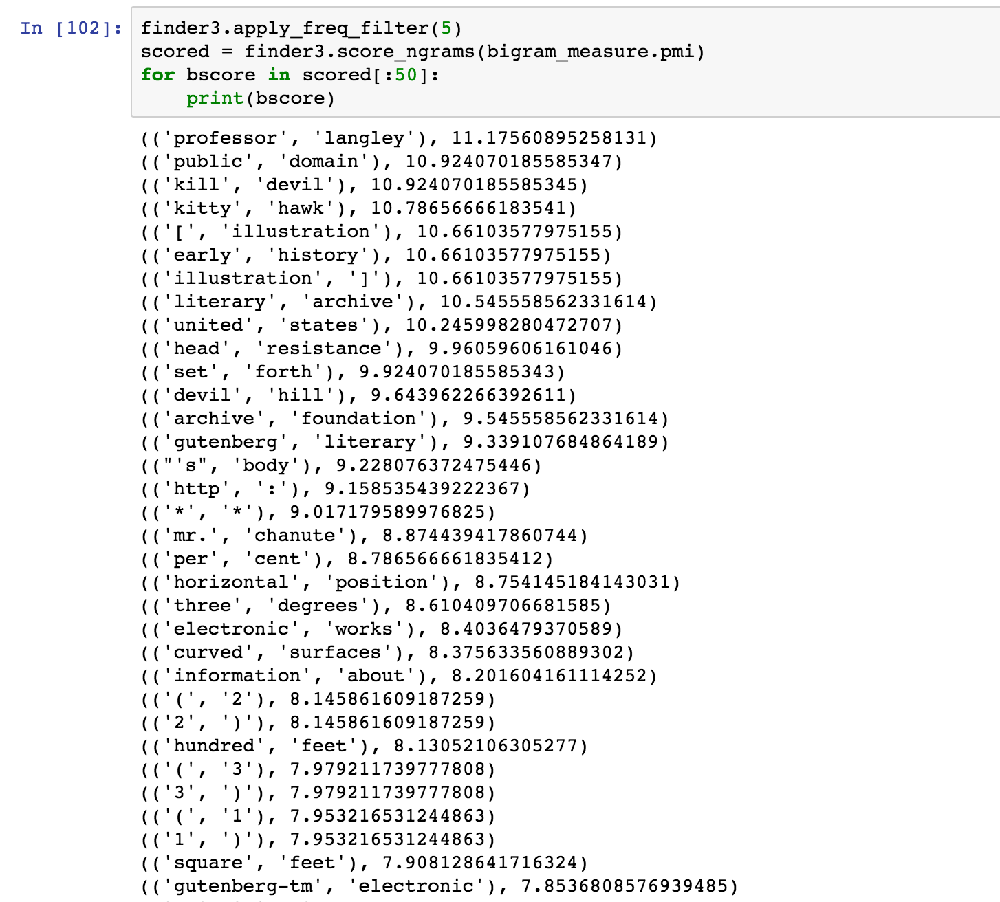 In [102]: finder3.apply_freq_filter(5)
scored = finder3.score_ngrams(bigram_measure.pmi)
for bscore in scored[:50]:
    print(bscore)
(('professor', 'langley'), 11.17560895258131)
(('public', 'domain'), 10.924070185585347)
(('kill', 'devil'), 10.924070185585345)
(('kitty', 'hawk'), 10.78656666183541)
(('[', 'illustration'), 10.66103577975155)
(('early', 'history'), 10.66103577975155)
(('illustration', ']'), 10.66103577975155)
(('literary', 'archive'), 10.545558562331614)
(('united', 'states'), 10.245998280472707)
(('head', 'resistance'), 9.96059606161046)
(('set', 'forth'), 9.924070185585343)
(('devil', 'hill'), 9.643962266392611)
(('archive', 'foundation'), 9.545558562331614)
(('gutenberg', 'literary'), 9.339107684864189)
(("'s", 'body'), 9.228076372475446)
(('http', ':'), 9.158535439222367)
(('*', '*'), 9.017179589976825)
(('mr.', 'chanute'), 8.874439417860744)
(('per', 'cent'), 8.786566661835412)
(('horizontal', 'position'), 8.754145184143031)
(('three', 'degrees'), 8.610409706681585)
(('electronic', 'works'), 8.4036479370589)
(('curved', 'surfaces'), 8.375633560889302)
(('information', 'about'), 8.201604161114252)
(('(', '2'), 8.145861609187259)
(('2', ')'), 8.145861609187259)
(('hundred', 'feet'), 8.13052106305277)
(('(', '3'), 7.979211739777808)
(('3', ')'), 7.979211739777808)
(('(', '1'), 7.953216531244863)
(('1', ')'), 7.953216531244863)
(('square', 'feet'), 7.908128641716324)
(('gutenberg-tm', 'electronic'), 7.8536808576939485)